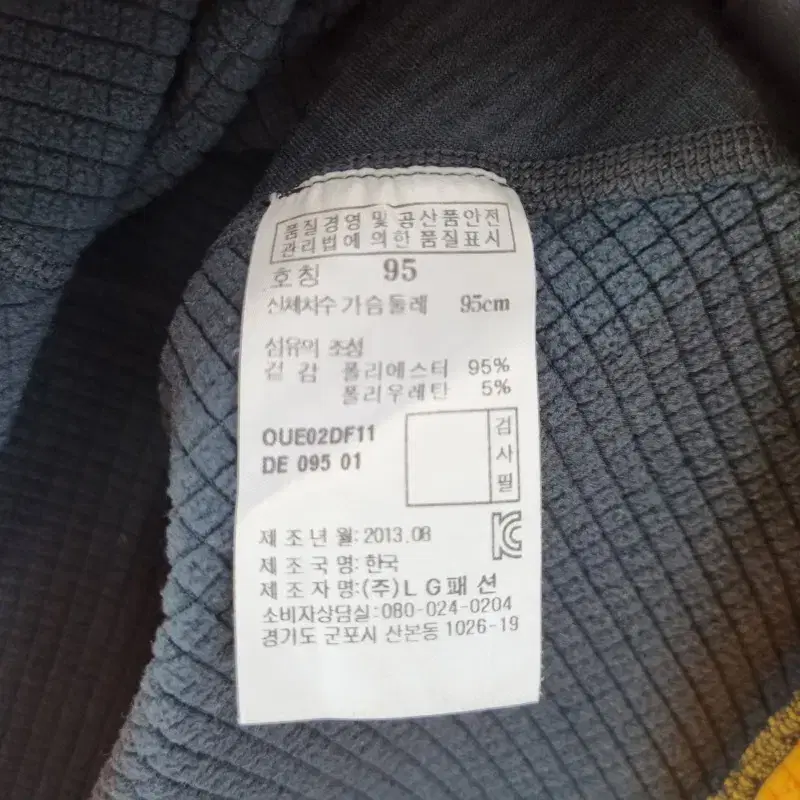 품질경영 및 공산품안전
관리법에 의한 품질표시
호칭 95
신체치수 가슴둘레 95cm
섬유의 조성
겉 감 폴리에스터 95%
폴리우레탄 5%
OUE02DF11
DE 095 01
검사필
제 조 년 월: 2013.08
제 조 국 명: 한국
제 조 자 명:(주)LG패션
소비자상담실:080-024-0204
경기도 군포시 산본동 1026-19